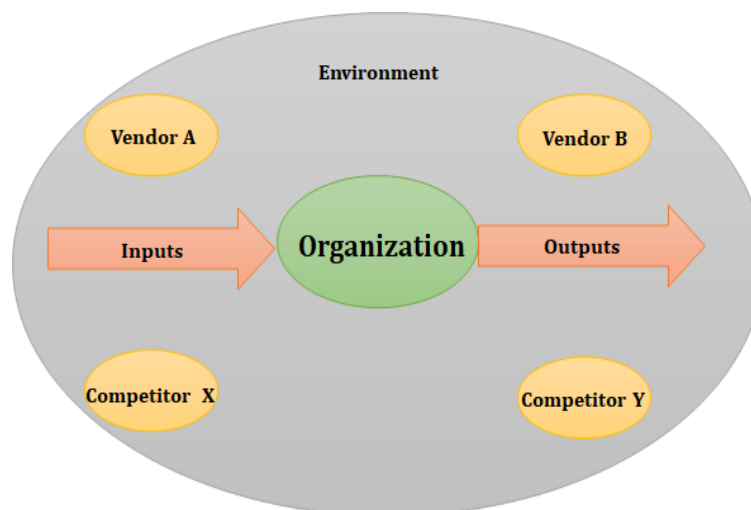 Environment
Vendor A
Vendor B
Inputs
Organization
Outputs
Competitor X
Competitor Y